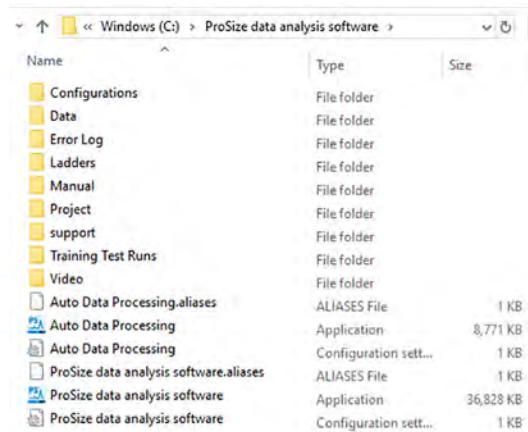 « Windows (C:) > ProSize data analysis software >
Name Type Size
Configurations File folder
Data File folder
Error Log File folder
Ladders File folder
Manual File folder
Project File folder
support File folder
Training Test Runs File folder
Video File folder
Auto Data Processing.aliases ALIASES File 1 KB
Auto Data Processing Application 8,771 KB
Auto Data Processing Configuration sett... 1 KB
ProSize data analysis software.aliases ALIASES File 1 KB
ProSize data analysis software Application 36,828 KB
ProSize data analysis software Configuration sett... 1 KB